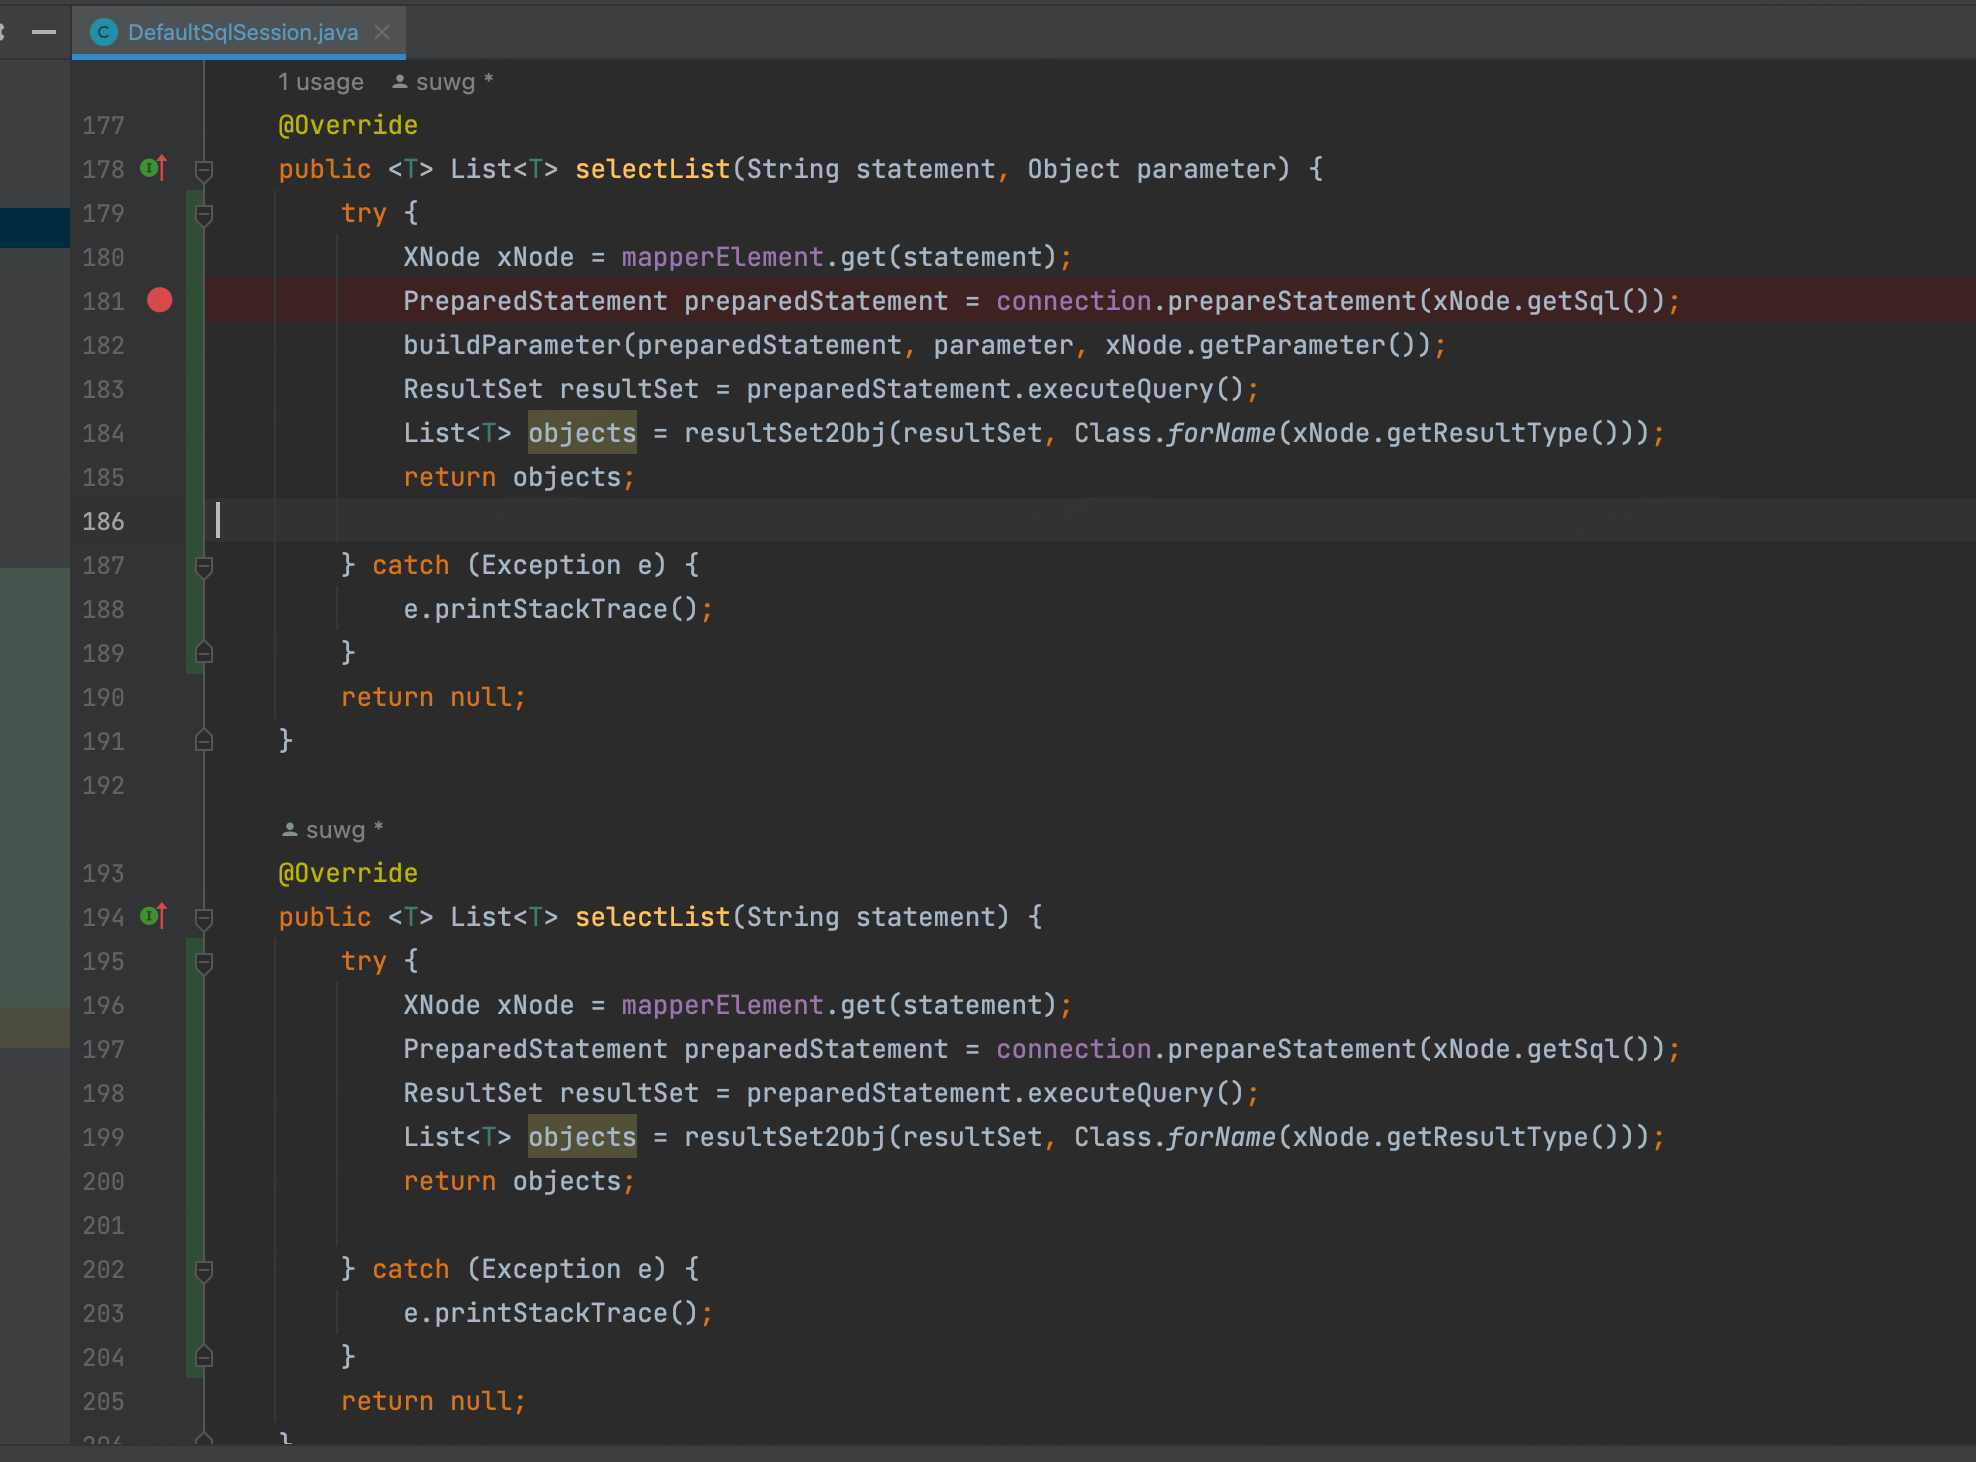 DefaultSqlSession.java
1 usage suwg *
177 @Override
178 public <T> List<T> selectList(String statement, Object parameter) {
179 try {
180 XNode xNode = mapperElement.get(statement);
181 PreparedStatement preparedStatement = connection.prepareStatement(xNode.getSql());
182 buildParameter(preparedStatement, parameter, xNode.getParameter());
183 ResultSet resultSet = preparedStatement.executeQuery();
184 List<T> objects = resultSet2Obj(resultSet, Class.forName(xNode.getResultType()));
185 return objects;
186
187 } catch (Exception e) {
188 e.printStackTrace();
189 }
190 return null;
191 }
192
suwg *
193 @Override
194 public <T> List<T> selectList(String statement) {
195 try {
196 XNode xNode = mapperElement.get(statement);
197 PreparedStatement preparedStatement = connection.prepareStatement(xNode.getSql());
198 ResultSet resultSet = preparedStatement.executeQuery();
199 List<T> objects = resultSet2Obj(resultSet, Class.forName(xNode.getResultType()));
200 return objects;
201
202 } catch (Exception e) {
203 e.printStackTrace();
204 }
205 return null;
206 }